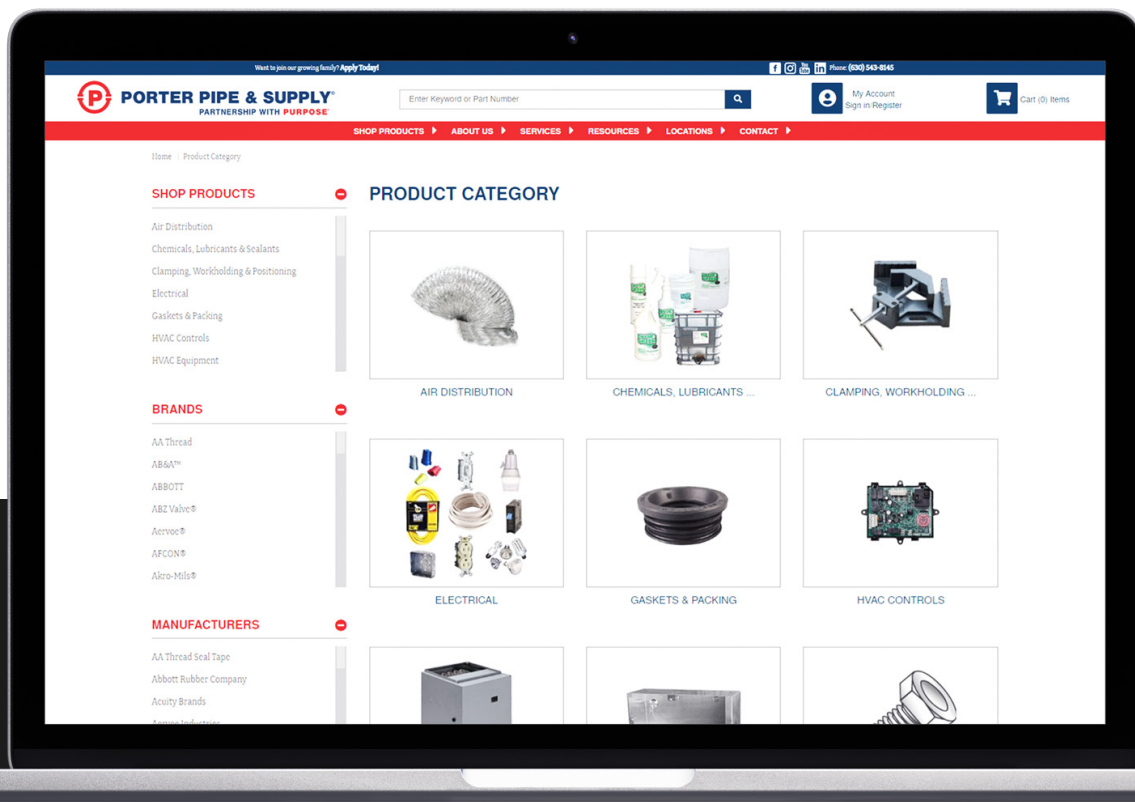 Want to join our growing family? Apply Today!
Phone: (630) 543-8145
PORTER PIPE & SUPPLY®
PARTNERSHIP WITH PURPOSE
Enter Keyword or Part Number
My Account
Sign in/Register
Cart (0) Items
SHOP PRODUCTS ABOUT US SERVICES RESOURCES LOCATIONS CONTACT
Home | Product Category
SHOP PRODUCTS
Air Distribution
Chemicals, Lubricants & Sealants
Clamping, Workholding & Positioning
Electrical
Gaskets & Packing
HVAC Controls
HVAC Equipment
BRANDS
AA Thread
AB&A™
ABBOTT
ABZ Valve®
Aervoe®
AFCON®
Akro-Mils®
MANUFACTURERS
AA Thread Seal Tape
Abbott Rubber Company
Acuity Brands
Aervoe Industries
PRODUCT CATEGORY
AIR DISTRIBUTION
CHEMICALS, LUBRICANTS ...
CLAMPING, WORKHOLDING ...
ELECTRICAL
GASKETS & PACKING
HVAC CONTROLS